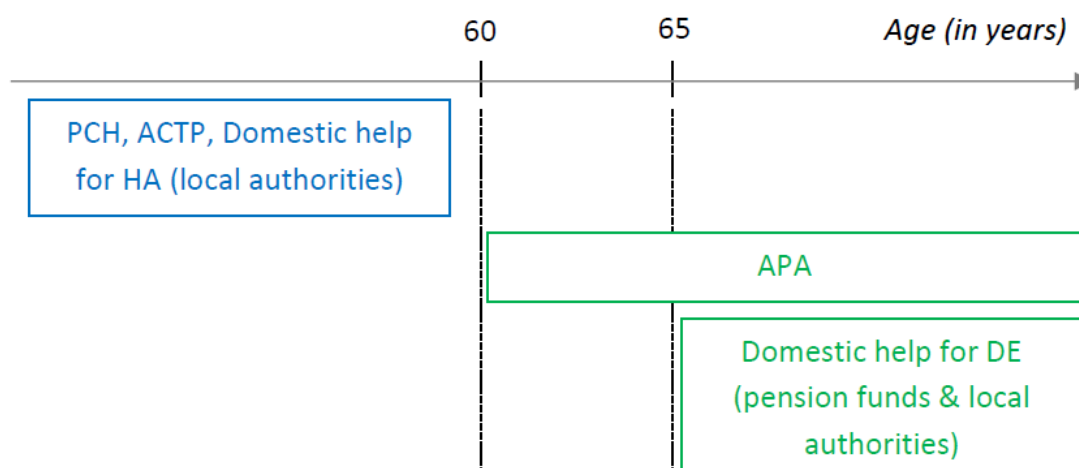 60 65 Age (in years)
PCH, ACTP, Domestic help
for HA (local authorities)
APA
Domestic help for DE
(pension funds & local
authorities)